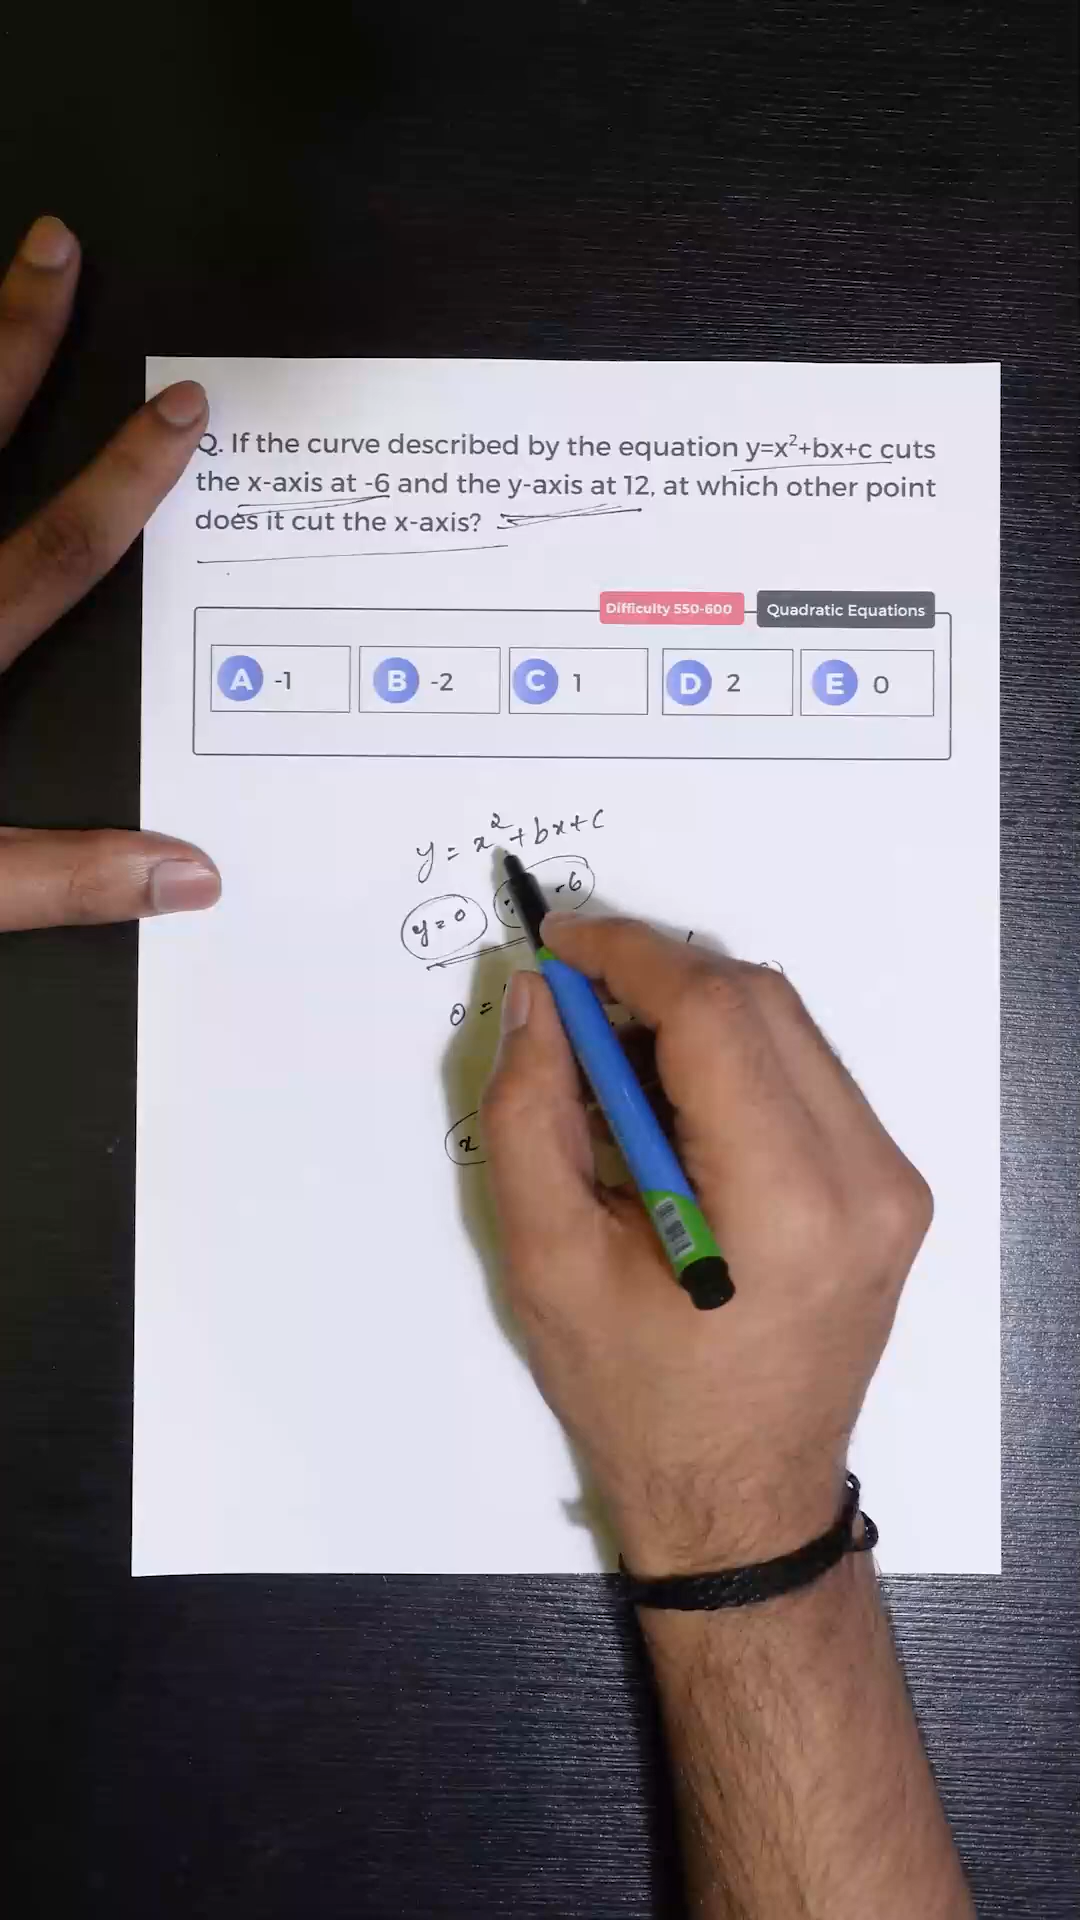 Q. If the curve described by the equation y=x²+bx+c cuts
the x-axis at -6 and the y-axis at 12, at which other point
does it cut the x-axis?
Difficulty 550-600 Quadratic Equations
A -1 B -2 C 1 D 2 E 0
y = x² + bx + c
y = 0 -6
0 =
x